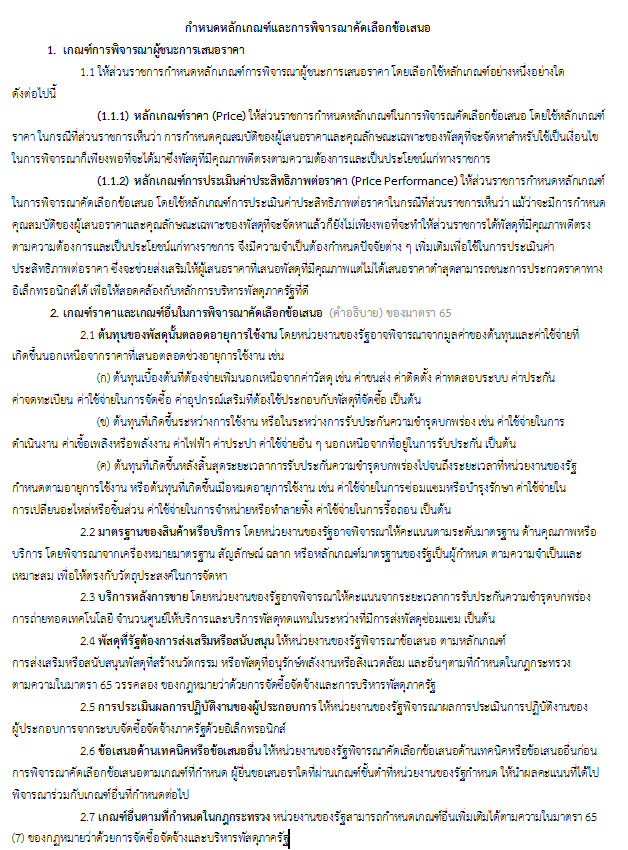 กำหนดหลักเกณฑ์และการพิจารณาคัดเลือกข้อเสนอ
1. เกณฑ์การพิจารณาผู้ชนะการเสนอราคา
1.1 ให้ส่วนราชการกำหนดหลักเกณฑ์การพิจารณาผู้ชนะการเสนอราคา โดยเลือกใช้หลักเกณฑ์อย่างหนึ่งอย่างใด
ดังต่อไปนี้
(1.1.1) หลักเกณฑ์ราคา (Price) ให้ส่วนราชการกำหนดหลักเกณฑ์ในการพิจารณคัดเลือกข้อเสนอ โดยใช้หลักเกณฑ์
ราคา ในกรณีที่ส่วนราชการเห็นว่า การกำหนดคุณสมบัติของผู้เสนอราคาและคุณลักษณะเฉพาะของพัสดุที่จะจัดหาสำหรับใช้เป็นเงื่อนไข
ในการพิจารณาก็เพียงพอที่จะได้มาซึ่งพัสดุที่มีคุณภาพดีตรงตามความต้องการและเป็นประโยชน์แก่ทางราชการ
(1.1.2) หลักเกณฑ์การประเมินค่าประสิทธิภาพต่อราคา (Price Performance) ให้ส่วนราชการกำหนดหลักเกณฑ์
ในการพิจารณาคัดเลือกข้อเสนอ โดยใช้หลักเกณฑ์การประเมินค่าประสิทธิภาพต่อราคาในกรณีที่ส่วนราชการเห็นว่า แม้ว่าจะมีการกำหนด
คุณสมบัติของผู้เสนอราคาและคุณลักษณะเฉพาะของพัสดุที่จะจัดหาแล้วก็ยังไม่เพียงพอที่จะทำให้ส่วนราชการได้พัสดุที่มีคุณภาพดีตรง
ตามความต้องการและเป็นประโยชน์แก่ทางราชการ จึงมีความจำเป็นต้องกำหนดปัจจัยต่าง ๆ เพิ่มเติมเพื่อใช้ในการประเมินค่า
ประสิทธิภาพต่อราคา ซึ่งจะช่วยส่งเสริมให้ผู้เสนอราคาที่เสนอพัสดุที่มีคุณภาพแต่ไม่ได้เสนอราคาต่ำสุดสามารถชนะการประกวดราคาทาง
อิเล็กทรอนิกส์ได้ เพื่อให้สอดคล้องกับหลักการบริหารพัสดุภาครัฐที่ดี
2. เกณฑ์ราคาและเกณฑ์อื่นในการพิจารณาคัดเลือกข้อเสนอ (คำอธิบาย) ของมาตรา 65
2.1 ต้นทุนของพัสดุนั้นตลอดอายุการใช้งาน โดยหน่วยงานของรัฐอาจพิจารณาจากมูลค่าของต้นทุนและค่าใช้จ่ายที่
เกิดขึ้นนอกเหนือจากราคาที่เสนอตลอดช่วงอายุการใช้งาน เช่น
(ก) ต้นทุนเบื้องต้นที่ต้องจ่ายเพิ่มนอกเหนือจากค่าวัสดุ เช่น ค่าขนส่ง ค่าติดตั้ง ค่าทดสอบระบบ ค่าประกัน
ค่าจดทะเบียน ค่าใช้จ่ายในการจัดซื้อ ค่าอุปกรณ์เสริมที่ต้องใช้ประกอบกับพัสดุที่จัดซื้อ เป็นต้น
(ข) ต้นทุนที่เกิดขึ้นระหว่างการใช้งาน หรือในระหว่างการรับประกันความชำรุดบกพร่อง เช่น ค่าใช้จ่ายในการ
ดำเนินงาน ค่าเชื้อเพลิงหรือพลังงาน ค่าไฟฟ้า ค่าประปา ค่าใช้จ่ายอื่น ๆ นอกเหนือจากที่อยู่ในการรับประกัน เป็นต้น
(ค) ต้นทุนที่เกิดขึ้นหลังสิ้นสุดระยะเวลาการรับประกันความชำรุดบกพร่องไปจนถึงระยะเวลาที่หน่วยงานของรัฐ
กำหนดตามอายุการใช้งาน หรือต้นทุนที่เกิดขึ้นเมื่อหมดอายุการใช้งาน เช่น ค่าใช้จ่ายในการซ่อมแซมหรือบำรุงรักษา ค่าใช้จ่ายใน
การเปลี่ยนอะไหล่หรือชิ้นส่วน ค่าใช้จ่ายในการจำหน่ายหรือทำลายทิ้ง ค่าใช้จ่ายในการรื้อถอน เป็นต้น
2.2 มาตรฐานของสินค้าหรือบริการ โดยหน่วยงานของรัฐอาจพิจารณาให้คะแนนตามระดับมาตรฐาน ด้านคุณภาพหรือ
บริการ โดยพิจารณาจากเครื่องหมายมาตรฐาน สัญลักษณ์ ฉลาก หรือหลักเกณฑ์มาตรฐานของรัฐเป็นผู้กำหนด ตามความจำเป็นและ
เหมาะสม เพื่อให้ตรงกับวัตถุประสงค์ในการจัดหา
2.3 บริการหลังการขาย โดยหน่วยงานของรัฐอาจพิจารณาให้คะแนนจากระยะเวลาการรับประกันความชำรุดบกพร่อง
การถ่ายทอดเทคโนโลยี จำนวนศูนย์ให้บริการและบริการพัสดุทดแทนในระหว่างที่มีการส่งพัสดุซ่อมแซม เป็นต้น
2.4 พัสดุที่รัฐต้องการส่งเสริมหรือสนับสนุน ให้หน่วยงานของรัฐพิจารณาข้อเสนอ ตามหลักเกณฑ์
การส่งเสริมหรือสนับสนุนพัสดุที่สร้างนวัตกรรม หรือพัสดุที่อนุรักษ์พลังงานหรือสิ่งแวดล้อม และอื่นๆตามที่กำหนดในกฎกระทรวง
ตามความในมาตรา 65 วรรคสอง ของกฎหมายว่าด้วยการจัดซื้อจัดจ้างและการบริหารพัสดุภาครัฐ
2.5 การประเมินผลการปฏิบัติงานของผู้ประกอบการ ให้หน่วยงานของรัฐพิจารณาผลการประเมินการปฏิบัติงานของ
ผู้ประกอบการจากระบบจัดซื้อจัดจ้างภาครัฐด้วยอิเล็กทรอนิกส์
2.6 ข้อเสนอด้านเทคนิคหรือข้อเสนออื่น ให้หน่วยงานของรัฐพิจารณาคัดเลือกข้อเสนอด้านเทคนิคหรือข้อเสนออื่นก่อน
การพิจารณาคัดเลือกข้อเสนอตามเกณฑ์ที่กำหนด ผู้ยื่นขอเสนอราใดที่ผ่านเกณฑ์ขั้นต่ำที่หน่วยงานของรัฐกำหนด ให้นำผลคะแนนที่ได้ไป
พิจารณาร่วมกับเกณฑ์อื่นที่กำหนดต่อไป
2.7 เกณฑ์อื่นตามที่กำหนดในกฎกระทรวง หน่วยงานของรัฐสามารถกำหนดเกณฑ์อื่นเพิ่มเติมได้ตามความในมาตรา 65
(7) ของกฎหมายว่าด้วยการจัดซื้อจัดจ้างและบริหารพัสดุภาครัฐ